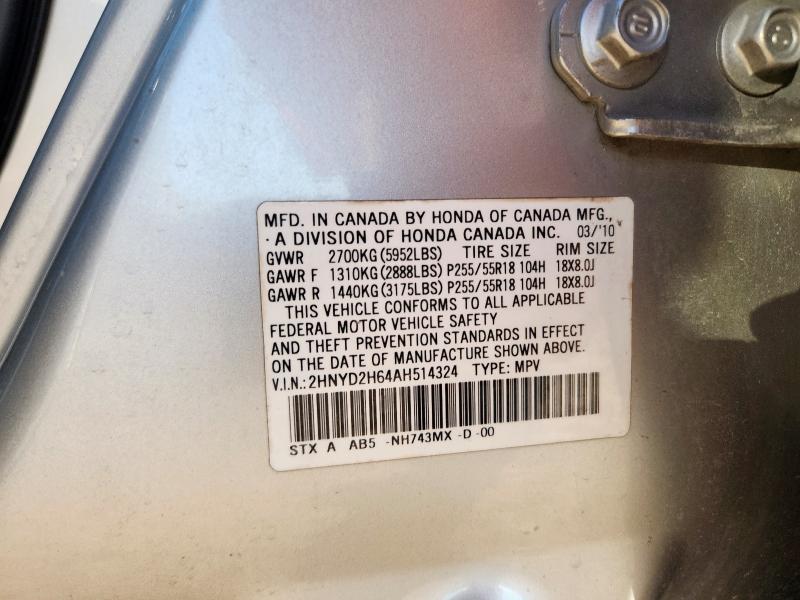 MFD. IN CANADA BY HONDA OF CANADA MFG.,
A DIVISION OF HONDA CANADA INC. 03/'10
GVWR 2700KG(5952LBS) TIRE SIZE RIM SIZE
GAWR F 1310KG(2888LBS) P255/55R18 104H 18X8.0J
GAWR R 1440KG(3175LBS) P255/55R18 104H 18X8.0J
THIS VEHICLE CONFORMS TO ALL APPLICABLE
FEDERAL MOTOR VEHICLE SAFETY
AND THEFT PREVENTION STANDARDS IN EFFECT
ON THE DATE OF MANUFACTURE SHOWN ABOVE.
V.I.N.:2HNYD2H64AH514324 TYPE: MPV
STX A AB5 -NH743MX -D -00